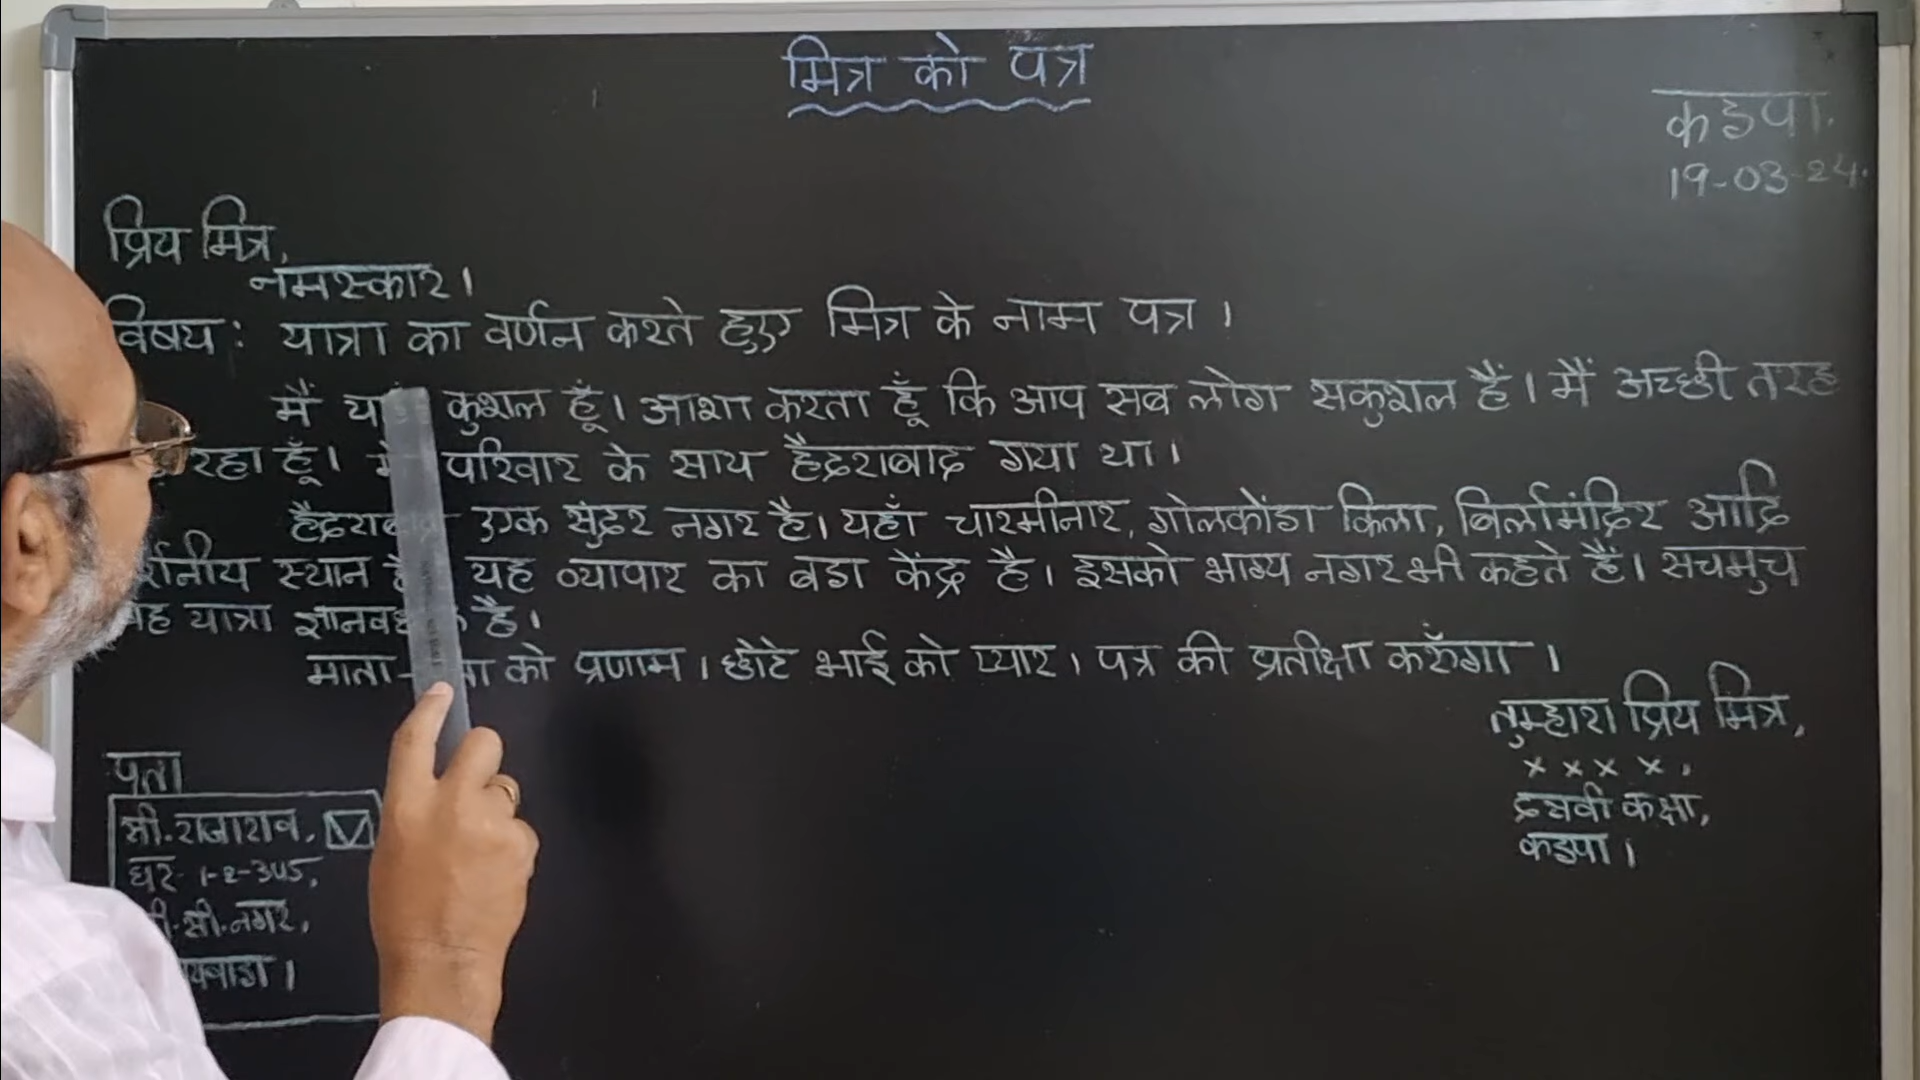 मित्र को पत्र
कडपा.
19-03-24.
प्रिय मित्र,
नमस्कार।
विषय: यात्रा का वर्णन करते हुए मित्र के नाम पत्र।
मैं कुशल हूँ। आशा करता हूँ कि आप सब लोग सकुशल हैं। मैं अच्छी तरह
रहा हूँ। परिवार के साथ हैदराबाद गया था।
एक सुंदर नगर है। यहाँ चारमीनार, गोलकोंडा किला, बिर्लामंदिर आदि
स्थान यह व्यापार का बडा केंद्र है। इसको भाग्य नगर भी कहते हैं। सचमुच
यात्रा है।
माता- को प्रणाम। छोटे भाई को प्यार। पत्र की प्रतीक्षा करूँगा।
तुम्हारा प्रिय मित्र,
× × × ×,
दसवी कक्षा,
कडपा।
पता
सी. राजाराव,
घर 1-2-345,
सी. नगर,